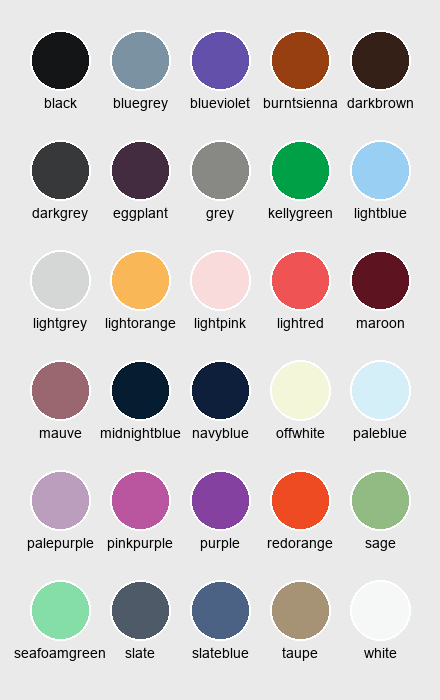 black bluegrey blueviolet burntsienna darkbrown
darkgrey eggplant grey kellygreen lightblue
lightgrey lightorange lightpink lightred maroon
mauve midnightblue navyblue offwhite paleblue
palepurple pinkpurple purple redorange sage
seafoamgreen slate slateblue taupe white